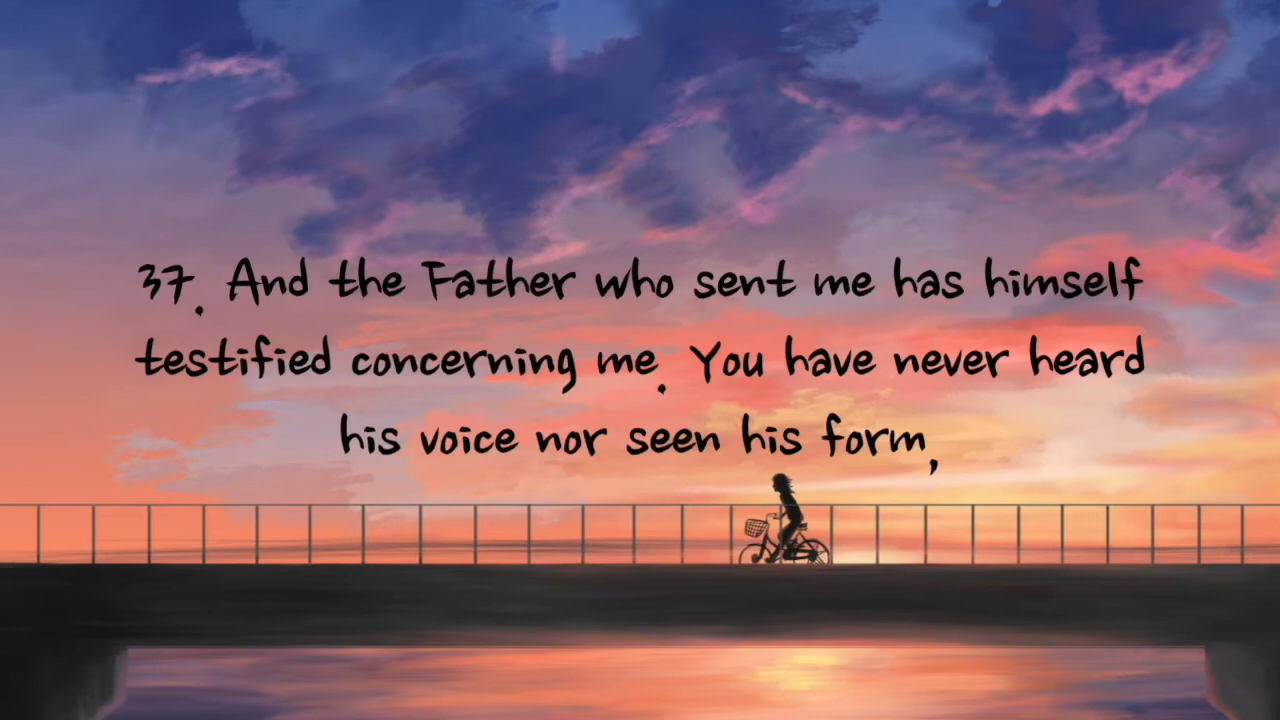 37. And the Father who sent me has himself
testified concerning me. You have never heard
his voice nor seen his form,